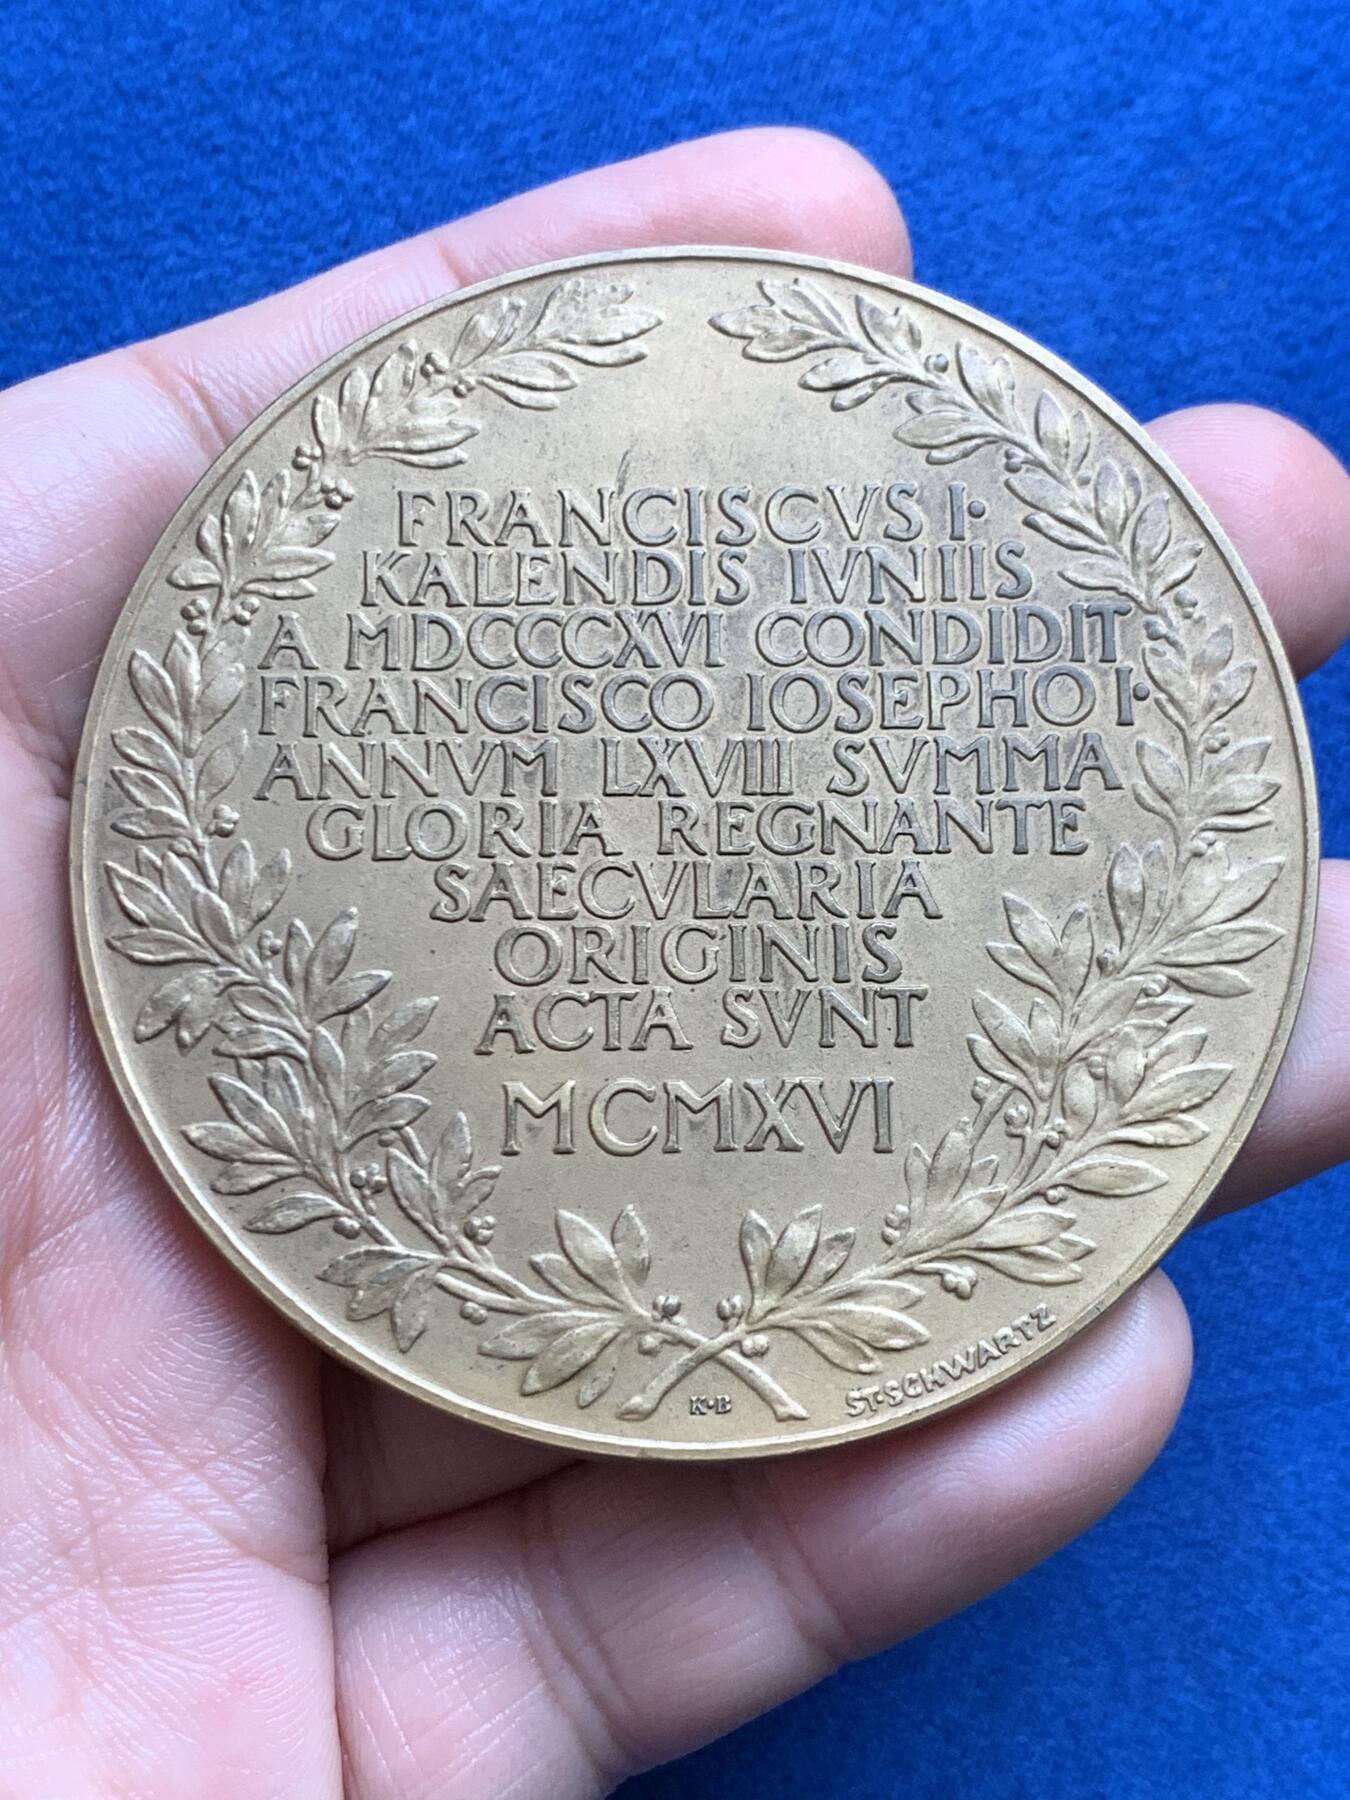 FRANCISCVS I·
KALENDIS IVNIIS
A MDCCCXVI CONDIDIT
FRANCISCO IOSEPHO I·
ANNVM LXVIII SVMMA
GLORIA REGNANTE
SAECVLARIA
ORIGINIS
ACTA SVNT
MCMXVI
K·B
ST·SCHWARTZ